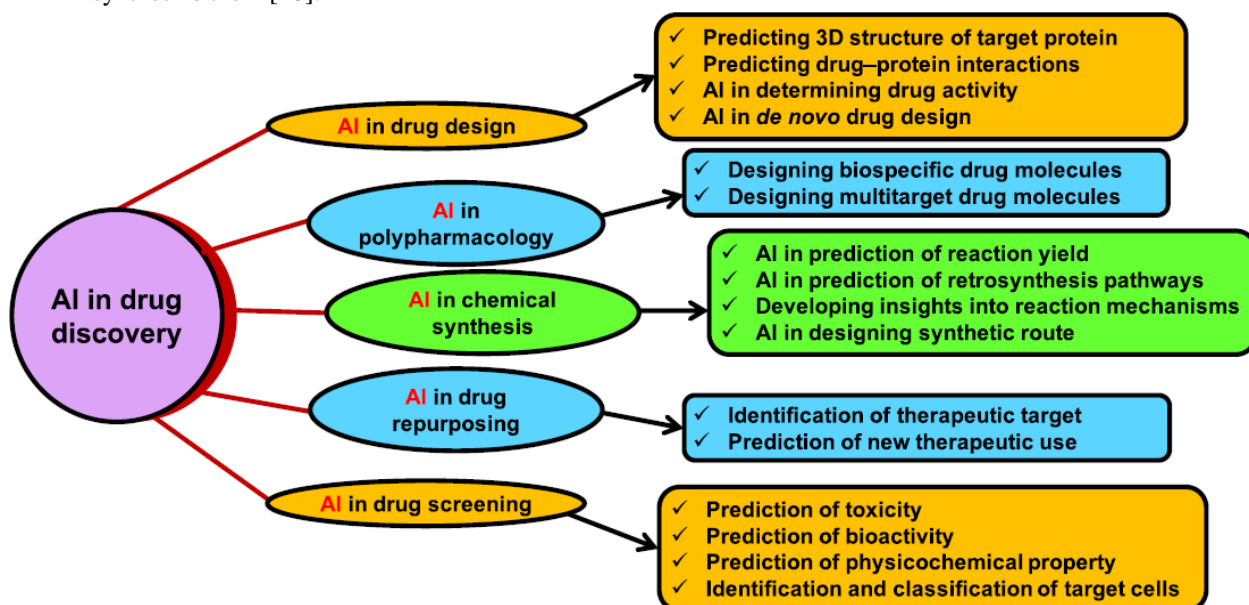 AI in drug discovery
AI in drug design
✓ Predicting 3D structure of target protein
✓ Predicting drug–protein interactions
✓ AI in determining drug activity
✓ AI in de novo drug design
AI in
polypharmacology
✓ Designing biospecific drug molecules
✓ Designing multitarget drug molecules
AI in chemical
synthesis
✓ AI in prediction of reaction yield
✓ AI in prediction of retrosynthesis pathways
✓ Developing insights into reaction mechanisms
✓ AI in designing synthetic route
AI in drug
repurposing
✓ Identification of therapeutic target
✓ Prediction of new therapeutic use
AI in drug screening
✓ Prediction of toxicity
✓ Prediction of bioactivity
✓ Prediction of physicochemical property
✓ Identification and classification of target cells